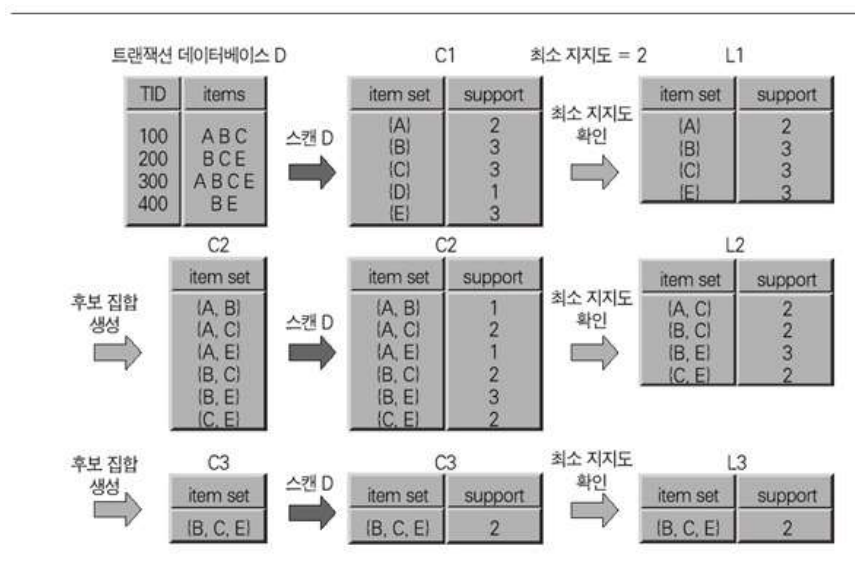 트랜잭션 데이터베이스 D
TID items
100 A B C
200 B C E
300 A B C E
400 B E
스캔 D
C1
item set support
{A} 2
{B} 3
{C} 3
{D} 1
{E} 3
최소 지지도 = 2
최소 지지도
확인
L1
item set support
{A} 2
{B} 3
{C} 3
{E} 3
후보 집합
생성
C2
item set
{A, B}
{A, C}
{A, E}
{B, C}
{B, E}
{C, E}
스캔 D
C2
item set support
{A, B} 1
{A, C} 2
{A, E} 1
{B, C} 2
{B, E} 3
{C, E} 2
최소 지지도
확인
L2
item set support
{A, C} 2
{B, C} 2
{B, E} 3
{C, E} 2
후보 집합
생성
C3
item set
{B, C, E}
스캔 D
C3
item set support
{B, C, E} 2
최소 지지도
확인
L3
item set support
{B, C, E} 2